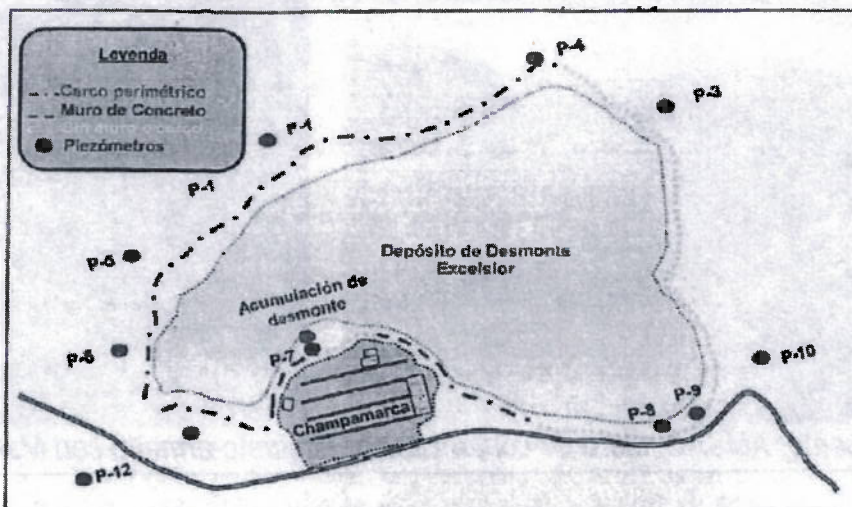 Leyenda
Cerco perimétrico
Muro de Concreto
Piezómetros
P-4
P-3
P-1
P-1
P-5
Depósito de Desmonte
Excelsior
Acumulación de
desmonte
P-5
P-7
P-10
P-9
P-8
Champamarca
P-12